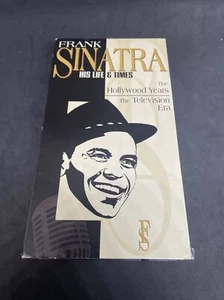 FRANK
SINATRA
HIS LIFE & TIMES
The
Hollywood Years
The Television
Era